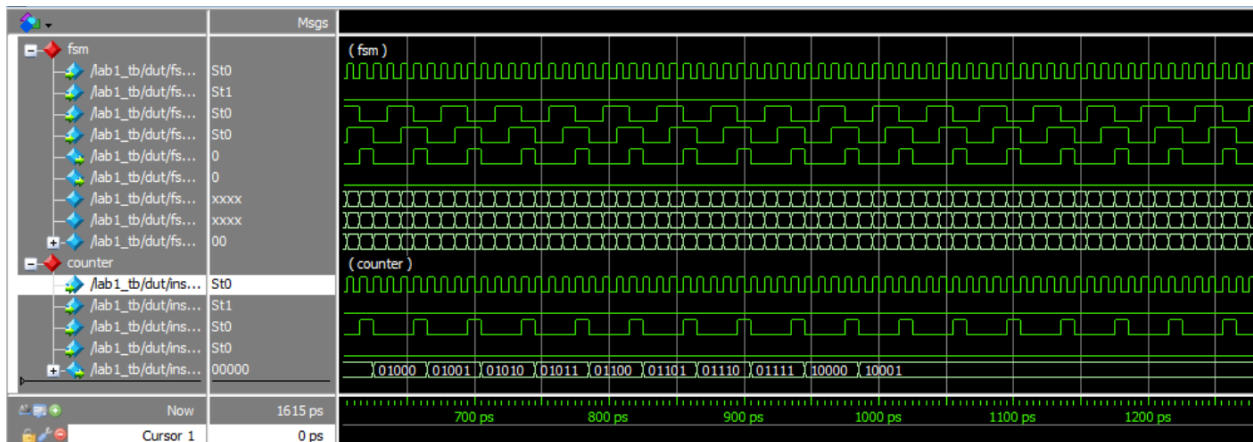 Msgs
fsm ( fsm )
/lab1_tb/dut/fs... St0
/lab1_tb/dut/fs... St1
/lab1_tb/dut/fs... St0
/lab1_tb/dut/fs... St0
/lab1_tb/dut/fs... 0
/lab1_tb/dut/fs... 0
/lab1_tb/dut/fs... xxxx
/lab1_tb/dut/fs... xxxx
/lab1_tb/dut/fs... 00
counter ( counter )
/lab1_tb/dut/ins... St0
/lab1_tb/dut/ins... St1
/lab1_tb/dut/ins... St0
/lab1_tb/dut/ins... St0
/lab1_tb/dut/ins... 00000 01000 01001 01010 01011 01100 01101 01110 01111 10000 10001
Now 1615 ps 700 ps 800 ps 900 ps 1000 ps 1100 ps 1200 ps
Cursor 1 0 ps